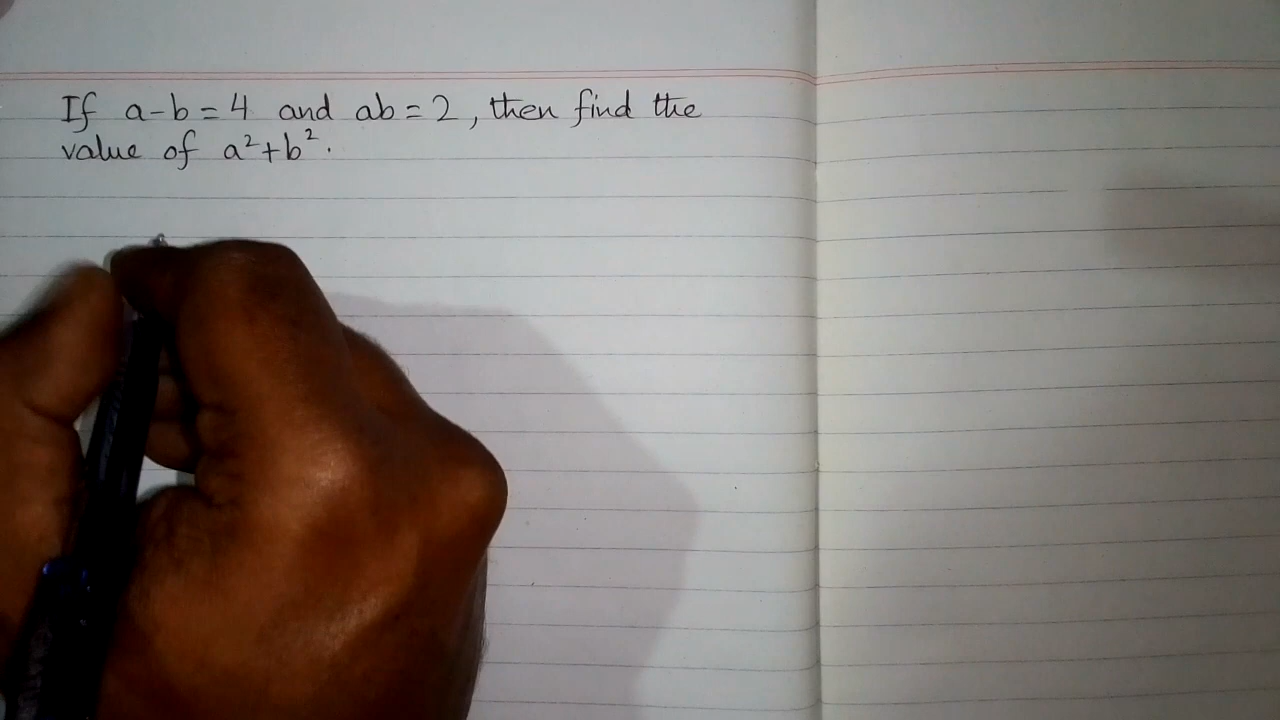 If a-b=4 and ab=2, then find the
value of a²+b².